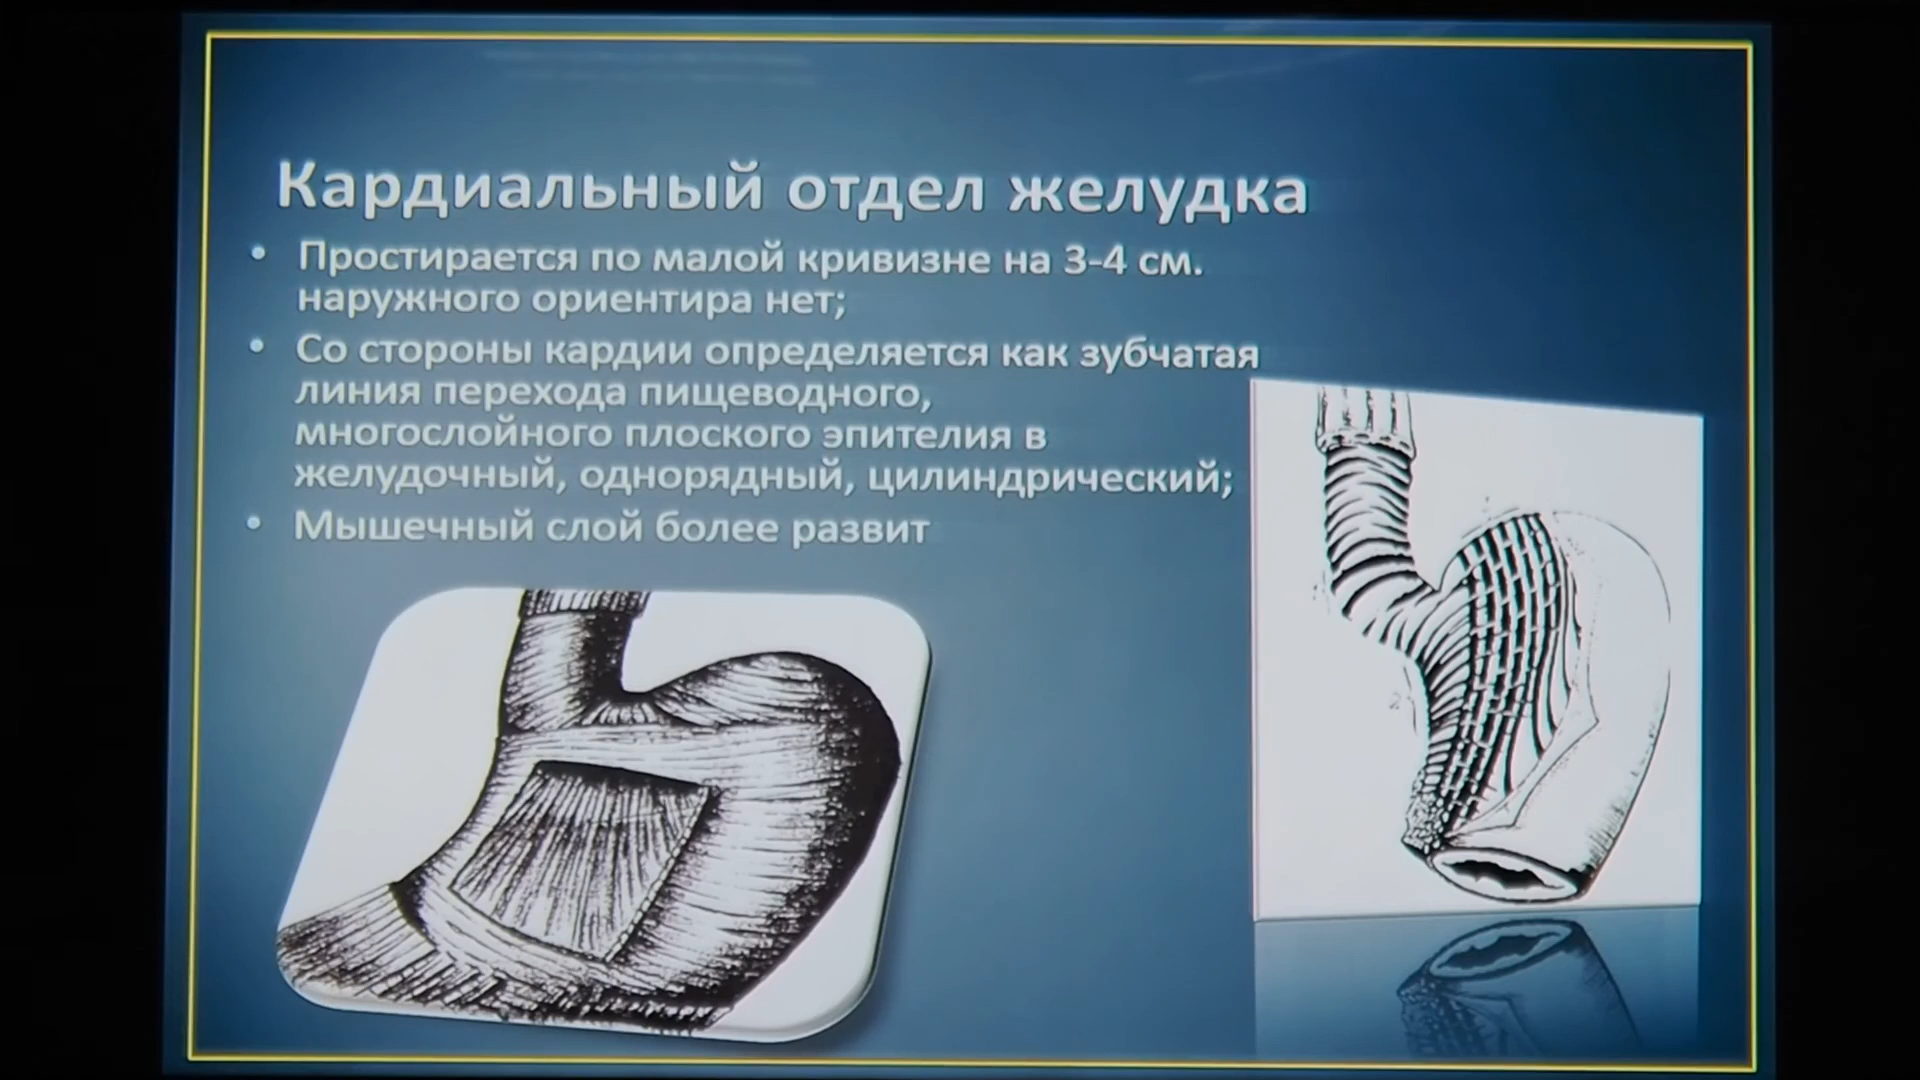 Кардиальный отдел желудка
• Простирается по малой кривизне на 3-4 см.
наружного ориентира нет;
• Со стороны кардии определяется как зубчатая
линия перехода пищеводного,
многослойного плоского эпителия в
желудочный, однорядный, цилиндрический;
• Мышечный слой более развит